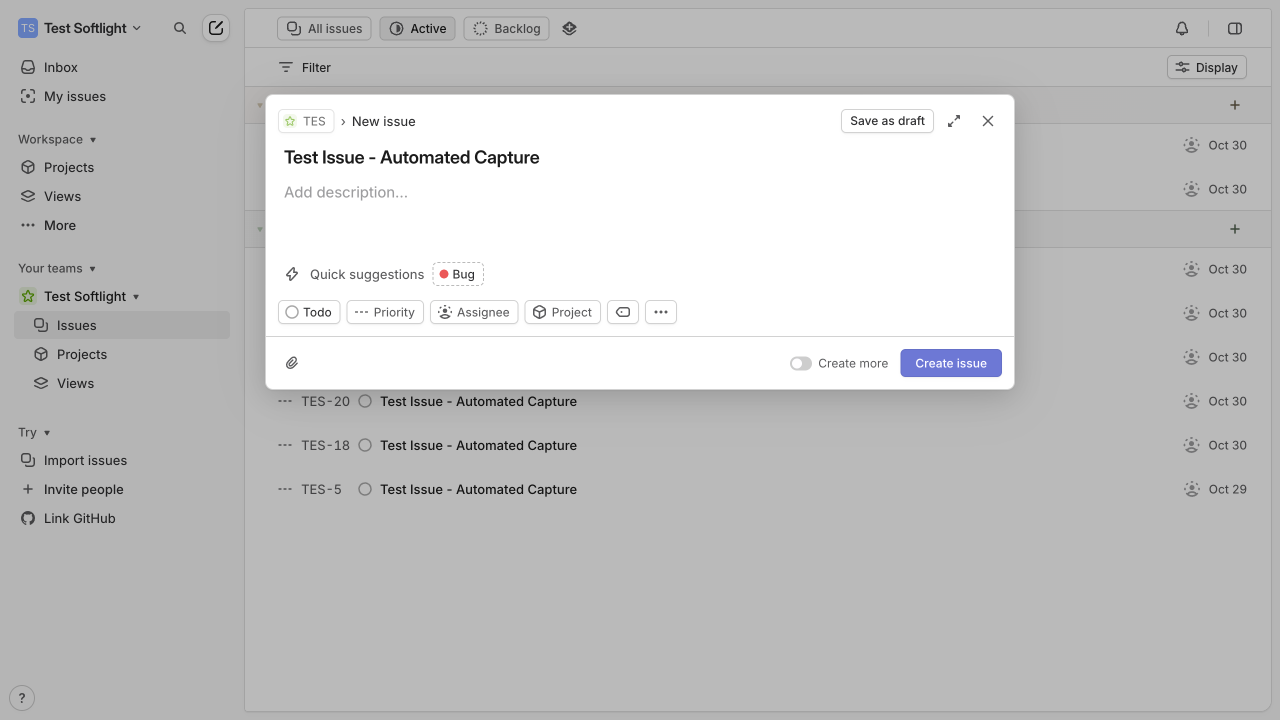 TS Test Softlight
All issues Active Backlog
Inbox
My issues
Filter
Display
Workspace
Projects
Views
More
Your teams
Test Softlight
Issues
Projects
Views
Try
Import issues
Invite people
Link GitHub
?
TES › New issue
Save as draft
Test Issue - Automated Capture
Add description...
Quick suggestions Bug
Todo Priority Assignee Project
Create more Create issue
Oct 30
Oct 30
Oct 30
Oct 30
Oct 30
TES-20 Test Issue - Automated Capture Oct 30
TES-18 Test Issue - Automated Capture Oct 30
TES-5 Test Issue - Automated Capture Oct 29